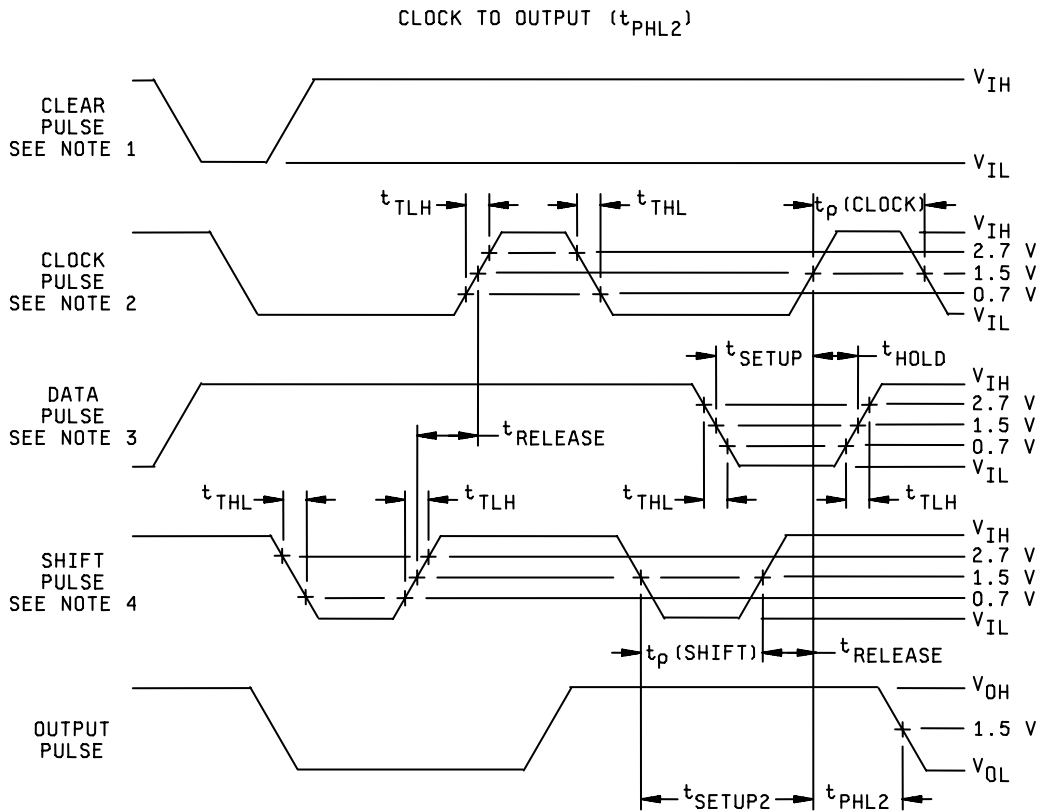 CLOCK TO OUTPUT (tPHL2)
CLEAR
PULSE
SEE NOTE 1
VIH
VIL
tTLH
tTHL
tρ(CLOCK)
CLOCK
PULSE
SEE NOTE 2
VIH
2.7 V
1.5 V
0.7 V
VIL
tSETUP
tHOLD
DATA
PULSE
SEE NOTE 3
tRELEASE
VIH
2.7 V
1.5 V
0.7 V
VIL
tTHL
tTLH
tTHL
tTLH
SHIFT
PULSE
SEE NOTE 4
VIH
2.7 V
1.5 V
0.7 V
VIL
tρ(SHIFT)
tRELEASE
OUTPUT
PULSE
VOH
1.5 V
VOL
tSETUP2
tPHL2